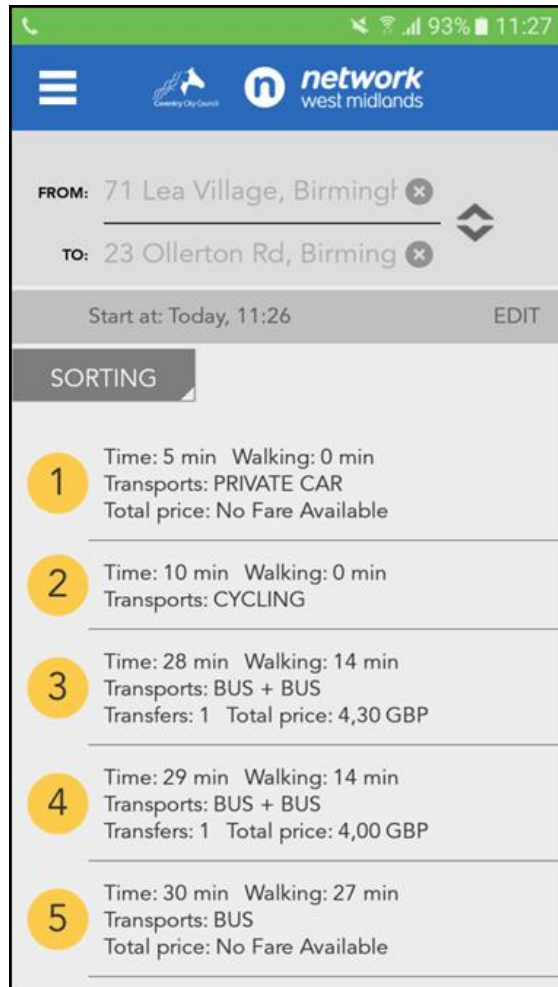 93% 11:27
Coventry City Council
n network
west midlands
FROM: 71 Lea Village, Birmingh
TO: 23 Ollerton Rd, Birming
Start at: Today, 11:26 EDIT
SORTING
1
Time: 5 min Walking: 0 min
Transports: PRIVATE CAR
Total price: No Fare Available
2
Time: 10 min Walking: 0 min
Transports: CYCLING
3
Time: 28 min Walking: 14 min
Transports: BUS + BUS
Transfers: 1 Total price: 4,30 GBP
4
Time: 29 min Walking: 14 min
Transports: BUS + BUS
Transfers: 1 Total price: 4,00 GBP
5
Time: 30 min Walking: 27 min
Transports: BUS
Total price: No Fare Available